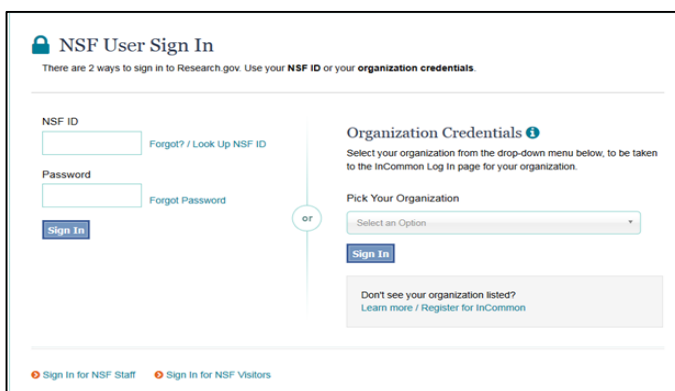 NSF User Sign In
There are 2 ways to sign in to Research.gov. Use your NSF ID or your organization credentials.
NSF ID
Forgot? / Look Up NSF ID
Password
Forgot Password
Sign In
or
Organization Credentials
Select your organization from the drop-down menu below, to be taken
to the InCommon Log In page for your organization.
Pick Your Organization
Select an Option
Sign In
Don't see your organization listed?
Learn more / Register for InCommon
Sign In for NSF Staff
Sign In for NSF Visitors